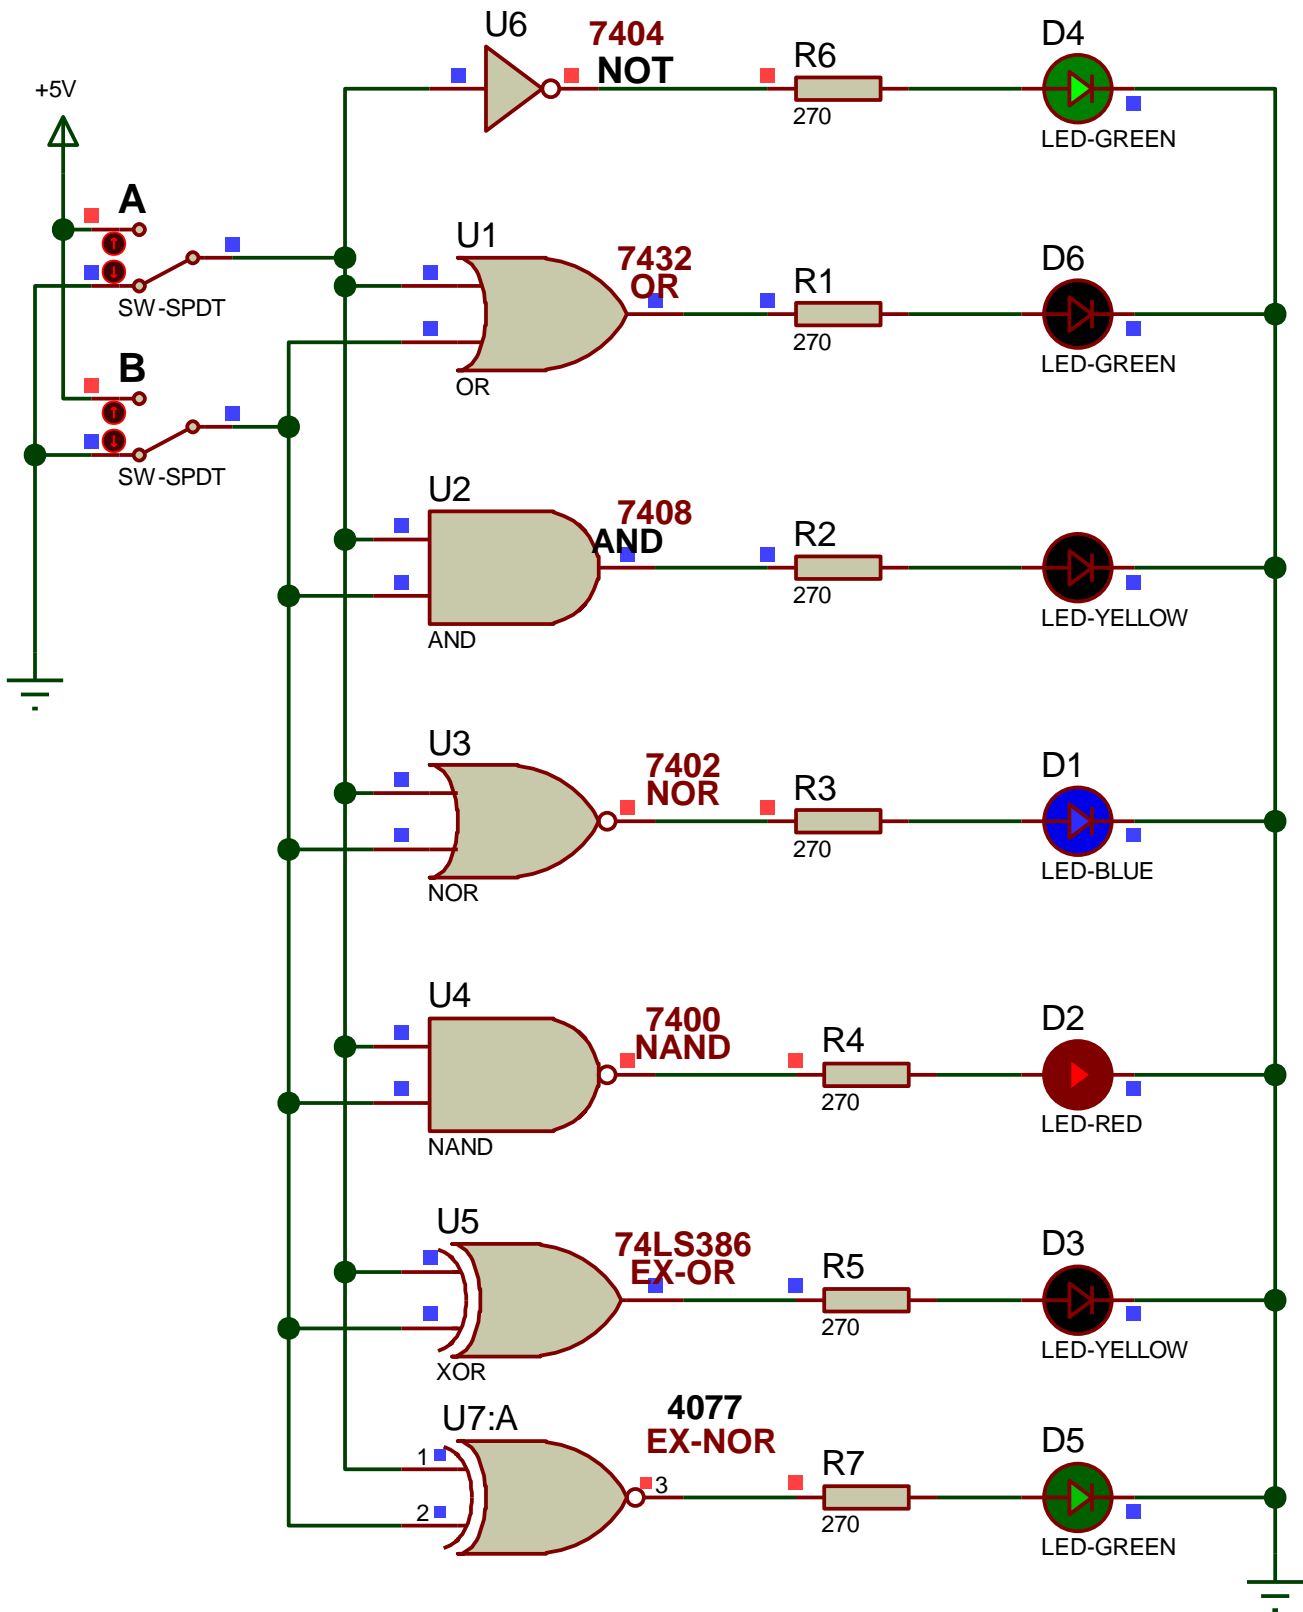 +5V
A
SW-SPDT
B
SW-SPDT
U6
7404
NOT
R6
270
D4
LED-GREEN
U1
7432
OR
OR
R1
270
D6
LED-GREEN
U2
7408
AND
AND
R2
270
LED-YELLOW
U3
7402
NOR
NOR
R3
270
D1
LED-BLUE
U4
7400
NAND
NAND
R4
270
D2
LED-RED
U5
74LS386
EX-OR
XOR
R5
270
D3
LED-YELLOW
U7:A
4077
EX-NOR
1
2
3
R7
270
D5
LED-GREEN